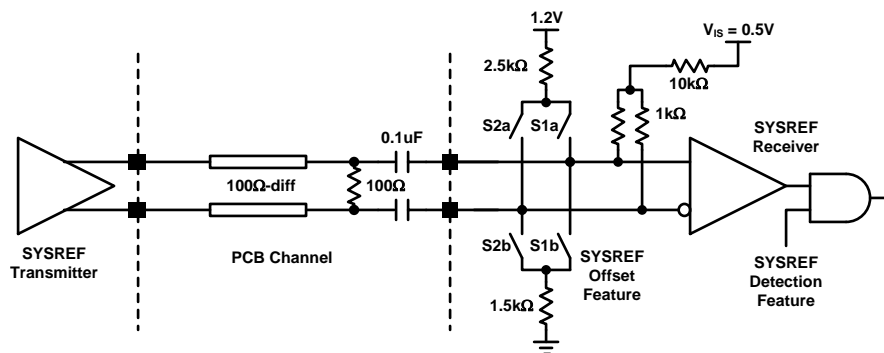 1.2V
V_IS = 0.5V
2.5kΩ
10kΩ
S2a
S1a
0.1uF
1kΩ
SYSREF
Receiver
100Ω-diff
100Ω
SYSREF
Transmitter
PCB Channel
S2b
S1b
SYSREF
Offset
Feature
SYSREF
Detection
Feature
1.5kΩ